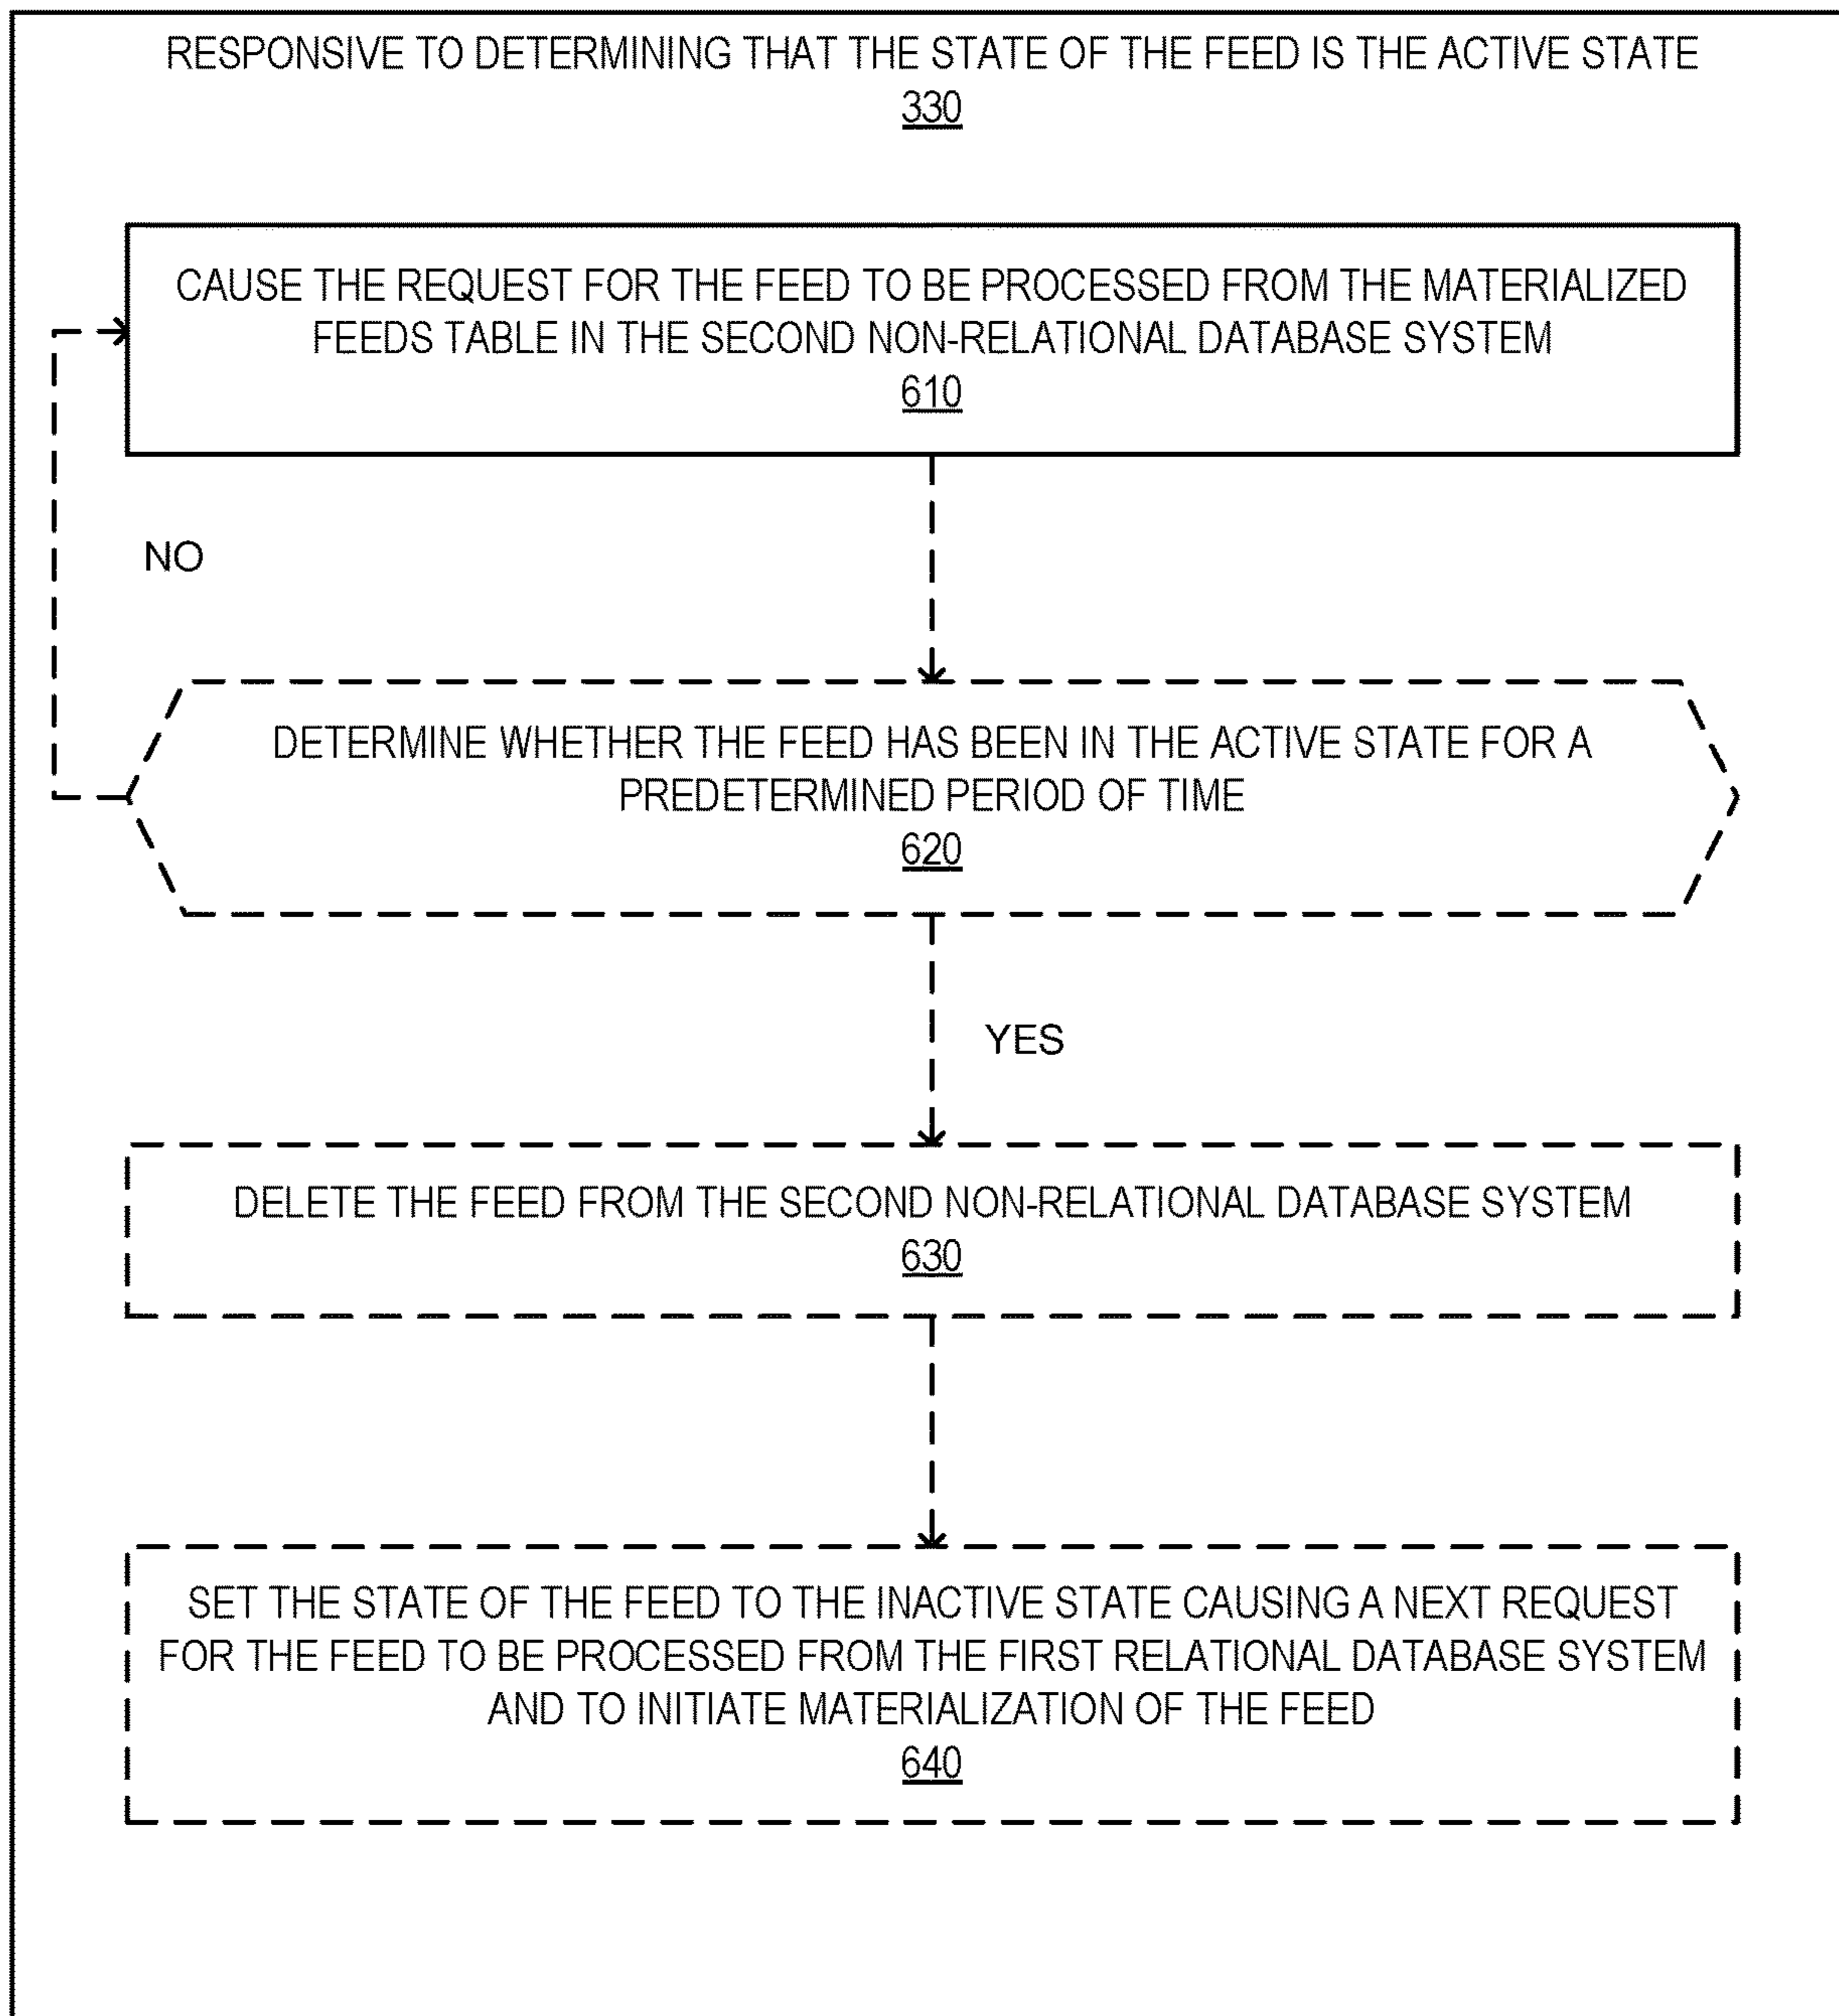 RESPONSIVE TO DETERMINING THAT THE STATE OF THE FEED IS THE ACTIVE STATE
330
CAUSE THE REQUEST FOR THE FEED TO BE PROCESSED FROM THE MATERIALIZED
FEEDS TABLE IN THE SECOND NON-RELATIONAL DATABASE SYSTEM
610
NO
DETERMINE WHETHER THE FEED HAS BEEN IN THE ACTIVE STATE FOR A
PREDETERMINED PERIOD OF TIME
620
YES
DELETE THE FEED FROM THE SECOND NON-RELATIONAL DATABASE SYSTEM
630
SET THE STATE OF THE FEED TO THE INACTIVE STATE CAUSING A NEXT REQUEST
FOR THE FEED TO BE PROCESSED FROM THE FIRST RELATIONAL DATABASE SYSTEM
AND TO INITIATE MATERIALIZATION OF THE FEED
640